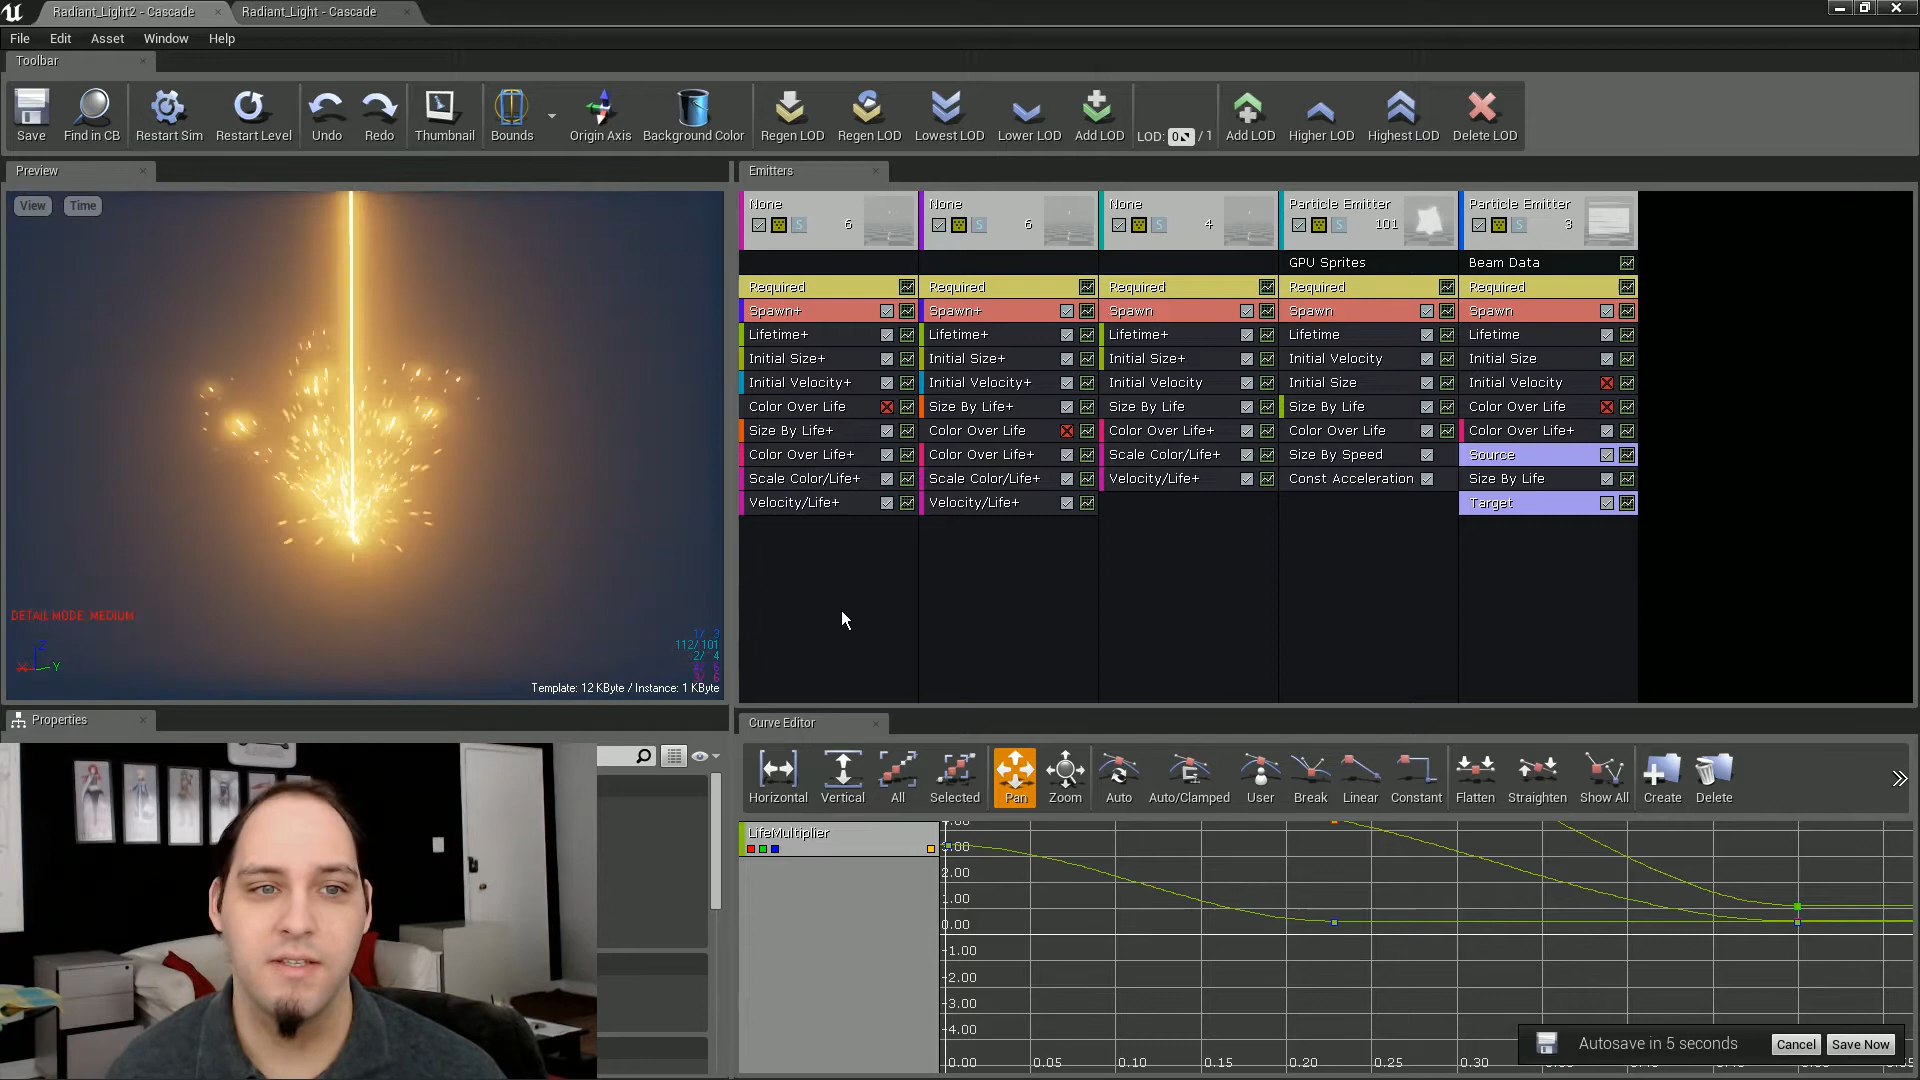 Radiant_Light2 - Cascade
Radiant_Light - Cascade
File Edit Asset Window Help
Toolbar
Save Find in CB Restart Sim Restart Level Undo Redo Thumbnail Bounds Origin Axis Background Color Regen LOD Regen LOD Lowest LOD Lower LOD Add LOD LOD: 0 / 1 Add LOD Higher LOD Highest LOD Delete LOD
Preview
View Time
DETAIL MODE: MEDIUM
X Z Y
1/ 3
112/101
2/ 4
Template: 12 KByte / Instance: 1 KByte
Emitters
None
S 6
Required
Spawn+
Lifetime+
Initial Size+
Initial Velocity+
Color Over Life
Size By Life+
Color Over Life+
Scale Color/Life+
Velocity/Life+
None
S 6
Required
Spawn+
Lifetime+
Initial Size+
Initial Velocity+
Size By Life+
Color Over Life
Color Over Life+
Scale Color/Life+
Velocity/Life+
None
S 4
Required
Spawn
Lifetime+
Initial Size+
Initial Velocity
Size By Life
Color Over Life+
Scale Color/Life+
Velocity/Life+
Particle Emitter
S 101
GPU Sprites
Required
Spawn
Lifetime
Initial Velocity
Initial Size
Size By Life
Color Over Life
Size By Speed
Const Acceleration
Particle Emitter
S 3
Beam Data
Required
Spawn
Lifetime
Initial Size
Initial Velocity
Color Over Life
Color Over Life+
Source
Size By Life
Target
Properties
Curve Editor
Horizontal Vertical All Selected Pan Zoom Auto Auto/Clamped User Break Linear Constant Flatten Straighten Show All Create Delete
LifeMultiplier
3.00
2.00
1.00
0.00
-1.00
-2.00
-3.00
-4.00
0.00 0.05 0.10 0.15 0.20 0.25 0.30
Autosave in 5 seconds Cancel Save Now